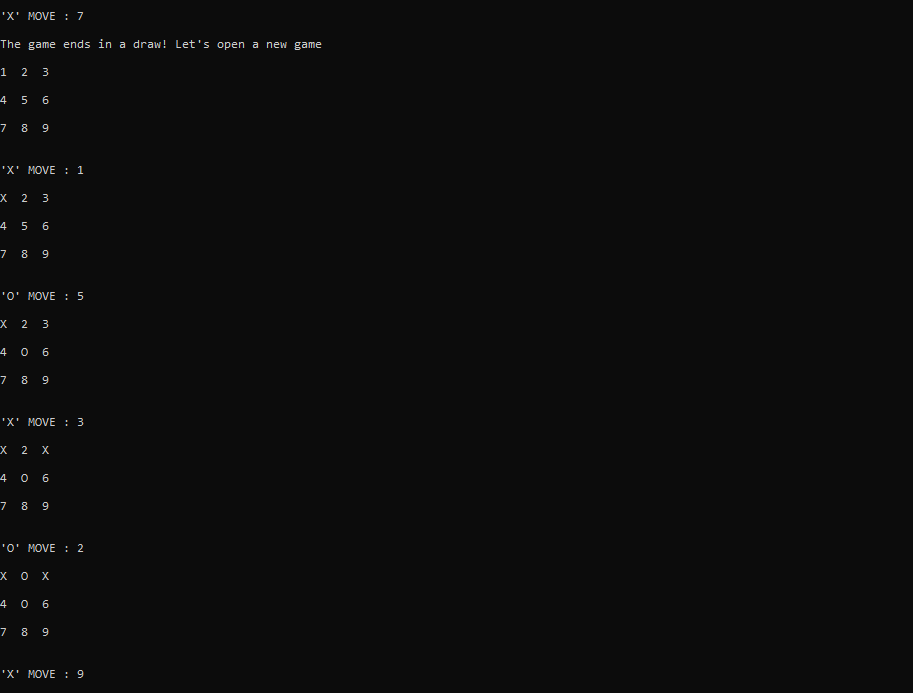 'X' MOVE : 7
The game ends in a draw! Let's open a new game
1  2  3
4  5  6
7  8  9
'X' MOVE : 1
X  2  3
4  5  6
7  8  9
'O' MOVE : 5
X  2  3
4  O  6
7  8  9
'X' MOVE : 3
X  2  X
4  O  6
7  8  9
'O' MOVE : 2
X  O  X
4  O  6
7  8  9
'X' MOVE : 9